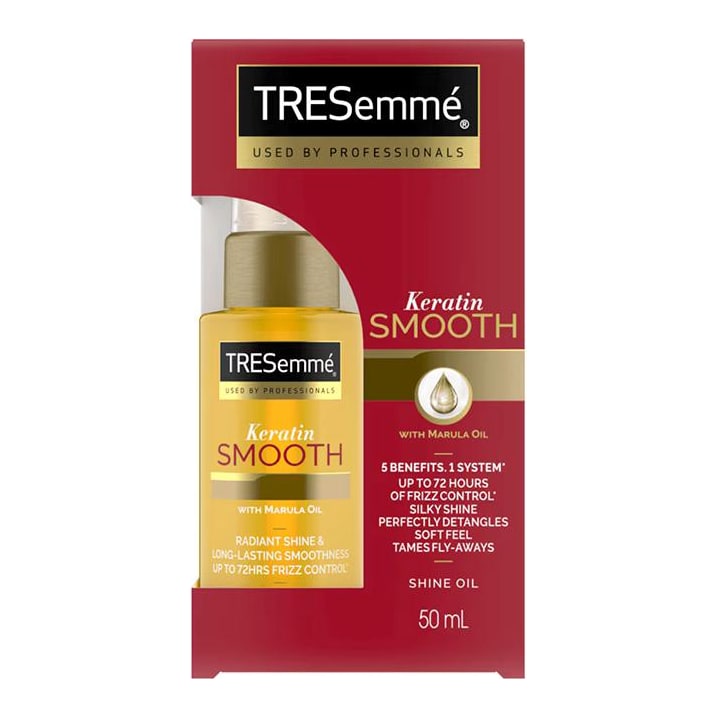 TRESemmé®
USED BY PROFESSIONALS
Keratin
SMOOTH
WITH MARULA OIL
5 BENEFITS. 1 SYSTEM*
UP TO 72 HOURS
OF FRIZZ CONTROL*
SILKY SHINE
PERFECTLY DETANGLES
SOFT FEEL
TAMES FLY-AWAYS
SHINE OIL
50 mL
TRESemmé®
USED BY PROFESSIONALS
Keratin
SMOOTH
WITH MARULA OIL
RADIANT SHINE &
LONG-LASTING SMOOTHNESS
UP TO 72HRS FRIZZ CONTROL*